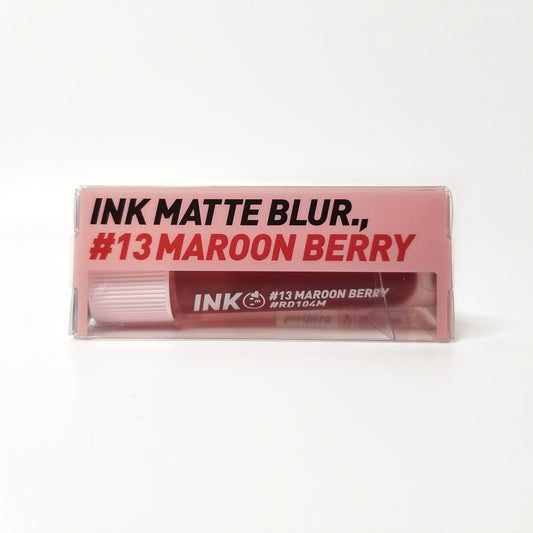 INK MATTE BLUR.,
#13 MAROON BERRY
INK #13 MAROON BERRY
#RD104M
peripera